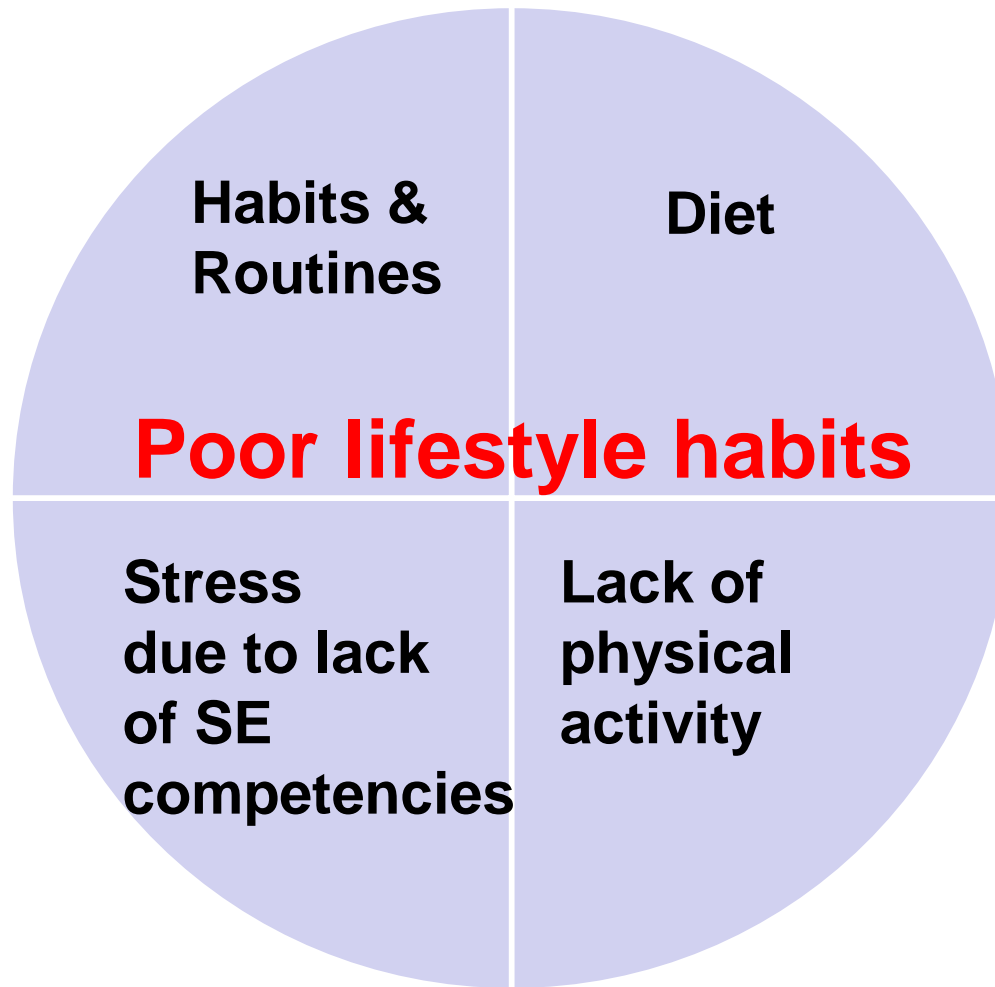 Habits &
Routines
Diet
Poor lifestyle habits
Stress
due to lack
of SE
competencies
Lack of
physical
activity